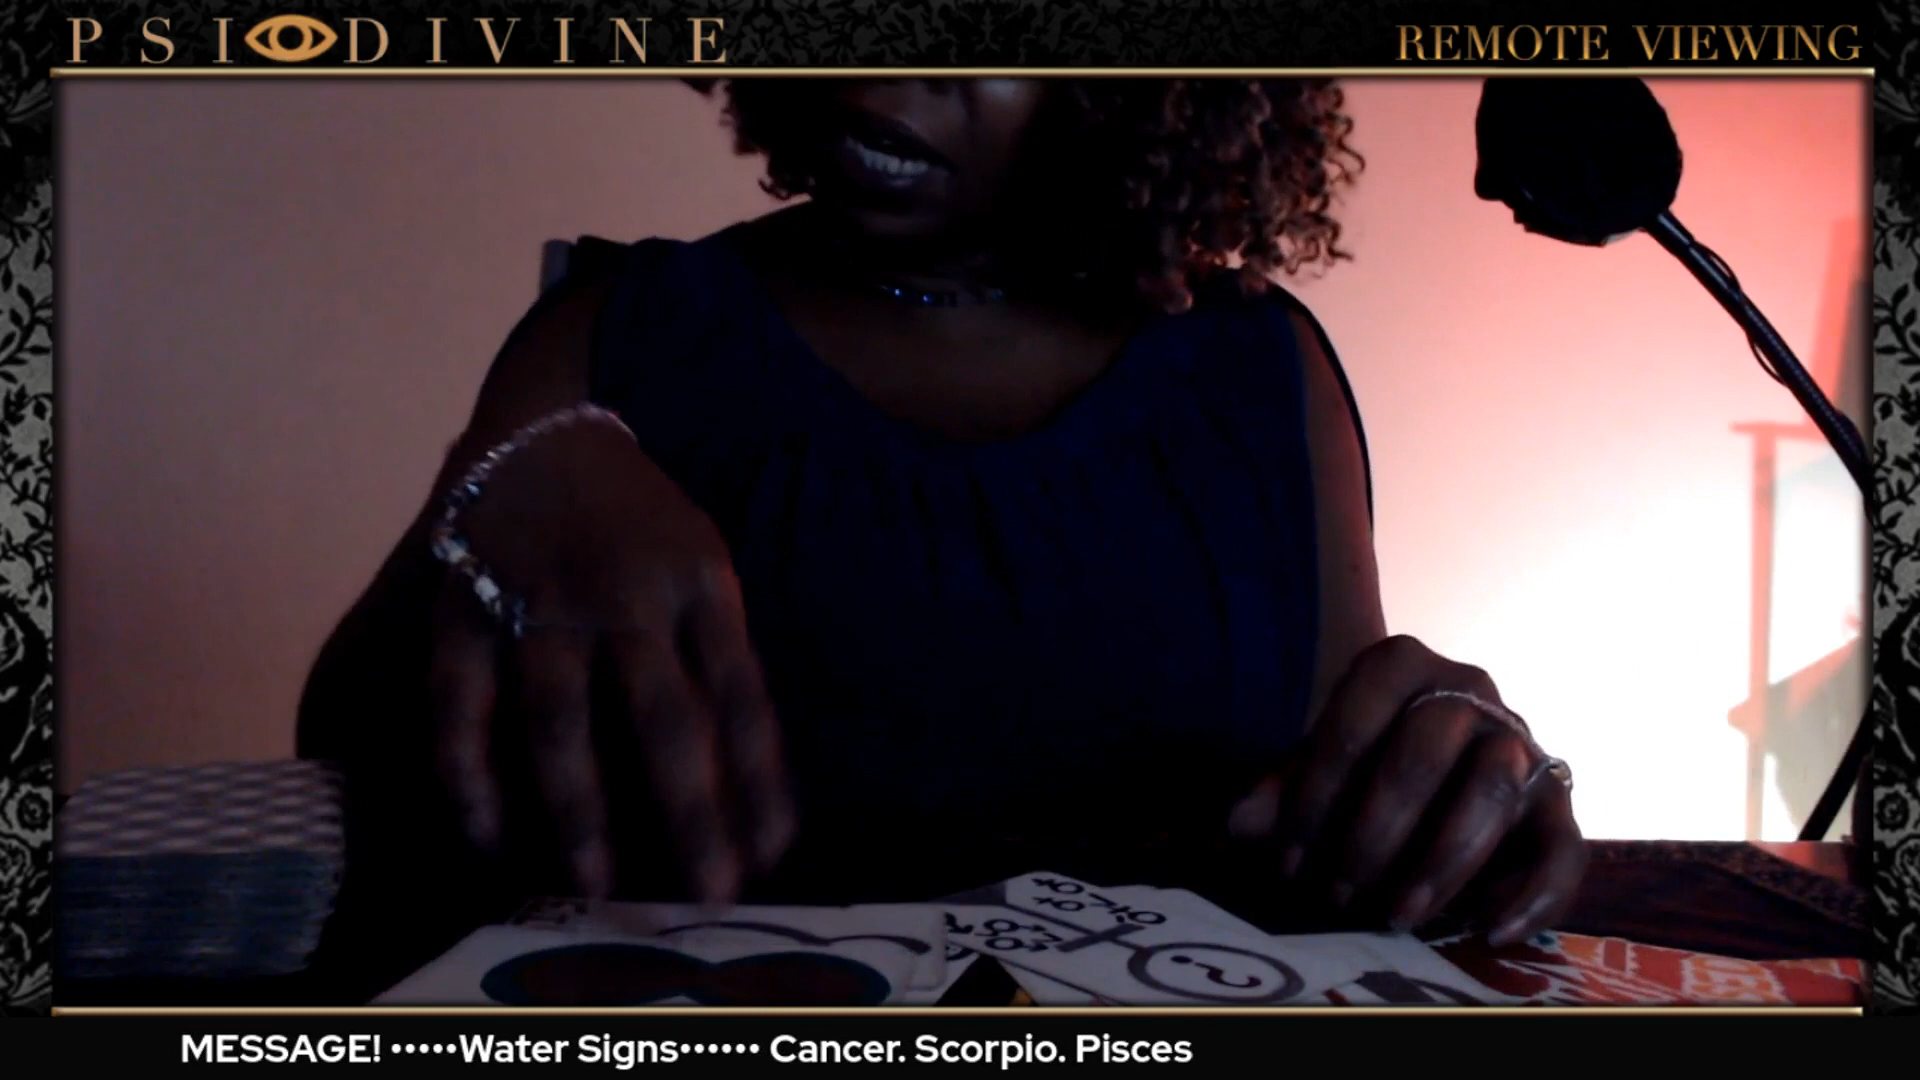 PSI DIVINE
REMOTE VIEWING
MESSAGE! •••••Water Signs•••••• Cancer. Scorpio. Pisces